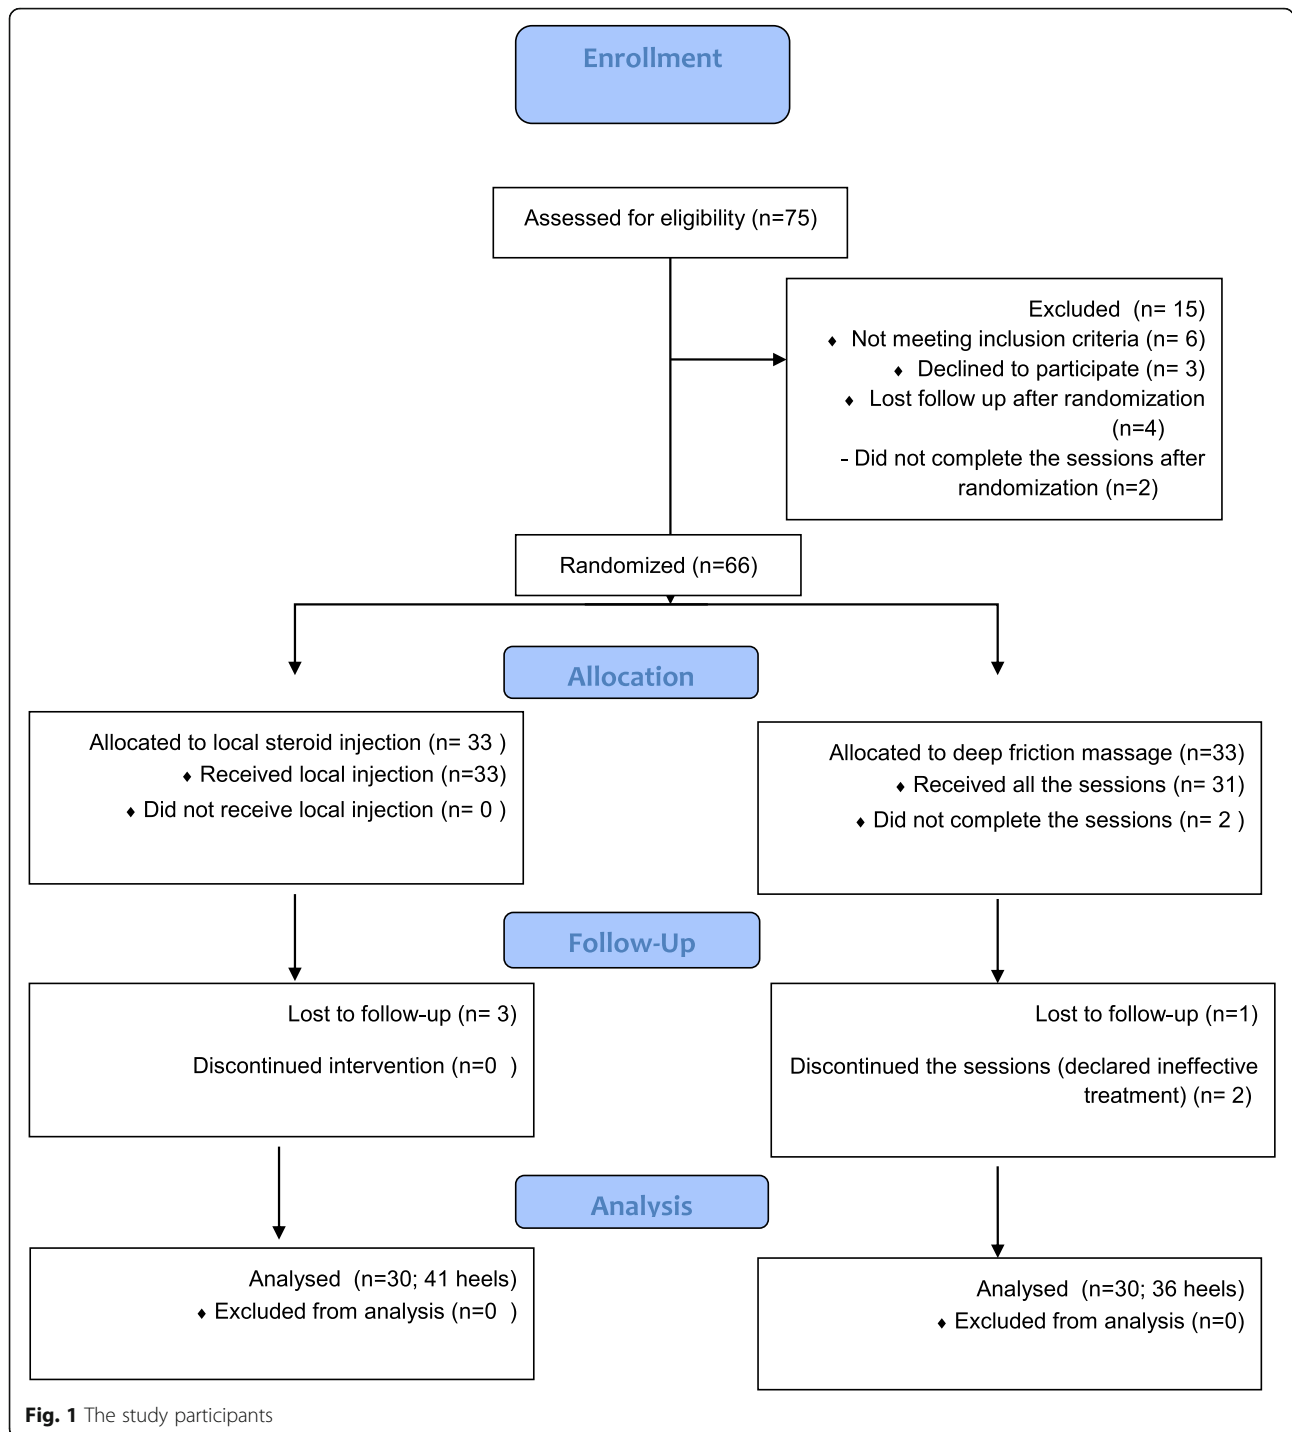 Enrollment
Assessed for eligibility (n=75)
Excluded (n= 15)
♦ Not meeting inclusion criteria (n= 6)
♦ Declined to participate (n= 3)
♦ Lost follow up after randomization
(n=4)
- Did not complete the sessions after
randomization (n=2)
Randomized (n=66)
Allocation
Allocated to local steroid injection (n= 33 )
♦ Received local injection (n=33)
♦ Did not receive local injection (n= 0 )
Allocated to deep friction massage (n=33)
♦ Received all the sessions (n= 31)
♦ Did not complete the sessions (n= 2 )
Follow-Up
Lost to follow-up (n= 3)
Discontinued intervention (n=0 )
Lost to follow-up (n=1)
Discontinued the sessions (declared ineffective
treatment) (n= 2)
Analysis
Analysed (n=30; 41 heels)
♦ Excluded from analysis (n=0 )
Analysed (n=30; 36 heels)
♦ Excluded from analysis (n=0)
Fig. 1 The study participants